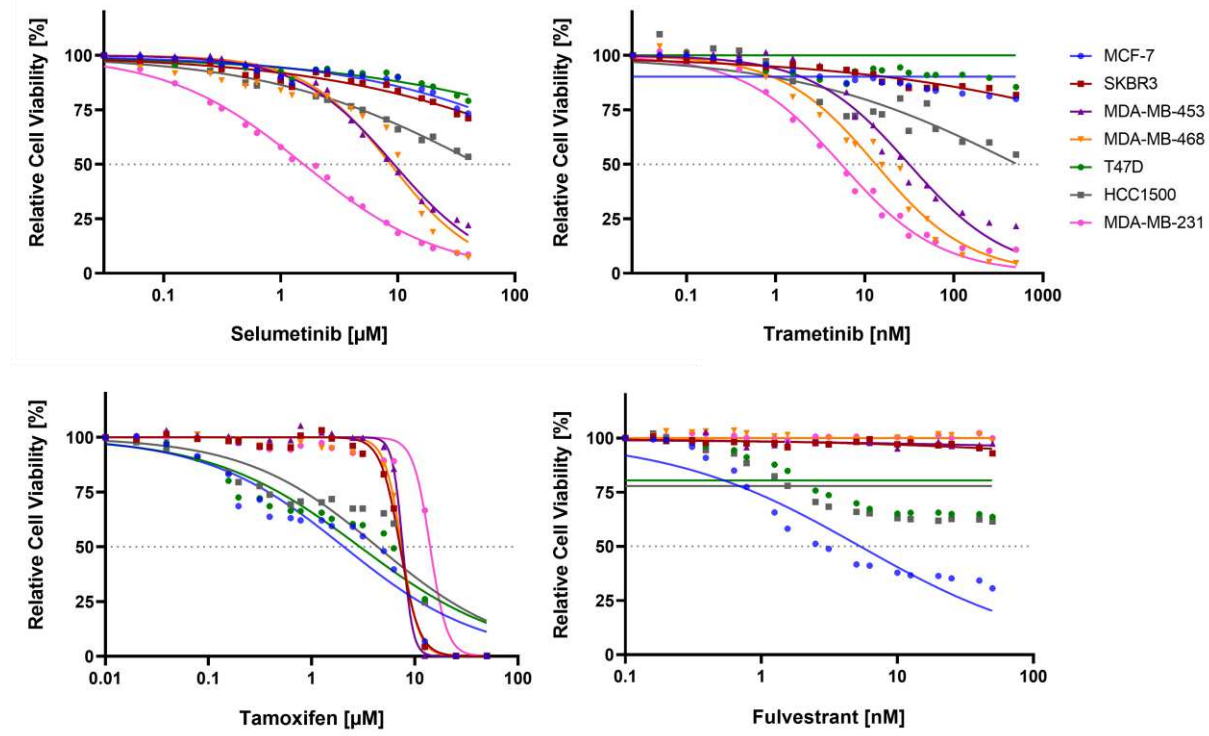 Relative Cell Viability [%]
100
75
50
25
0
0.1
1
10
100
Selumetinib [µM]
Relative Cell Viability [%]
100
75
50
25
0
0.1
1
10
100
1000
Trametinib [nM]
MCF-7
SKBR3
MDA-MB-453
MDA-MB-468
T47D
HCC1500
MDA-MB-231
Relative Cell Viability [%]
100
75
50
25
0
0.01
0.1
1
10
100
Tamoxifen [µM]
Relative Cell Viability [%]
100
75
50
25
0
0.1
1
10
100
Fulvestrant [nM]